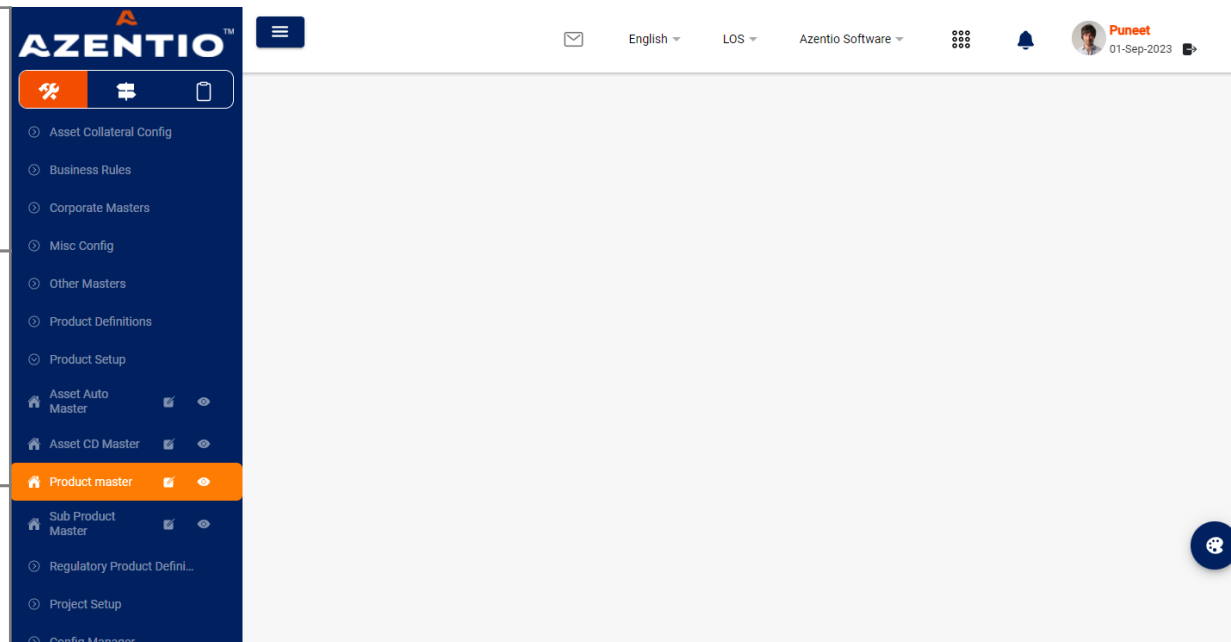 AZENTIO™
English
LOS
Azentio Software
Puneet
01-Sep-2023
Asset Collateral Config
Business Rules
Corporate Masters
Misc Config
Other Masters
Product Definitions
Product Setup
Asset Auto
Master
Asset CD Master
Product master
Sub Product
Master
Regulatory Product Defini...
Project Setup
Config Manager